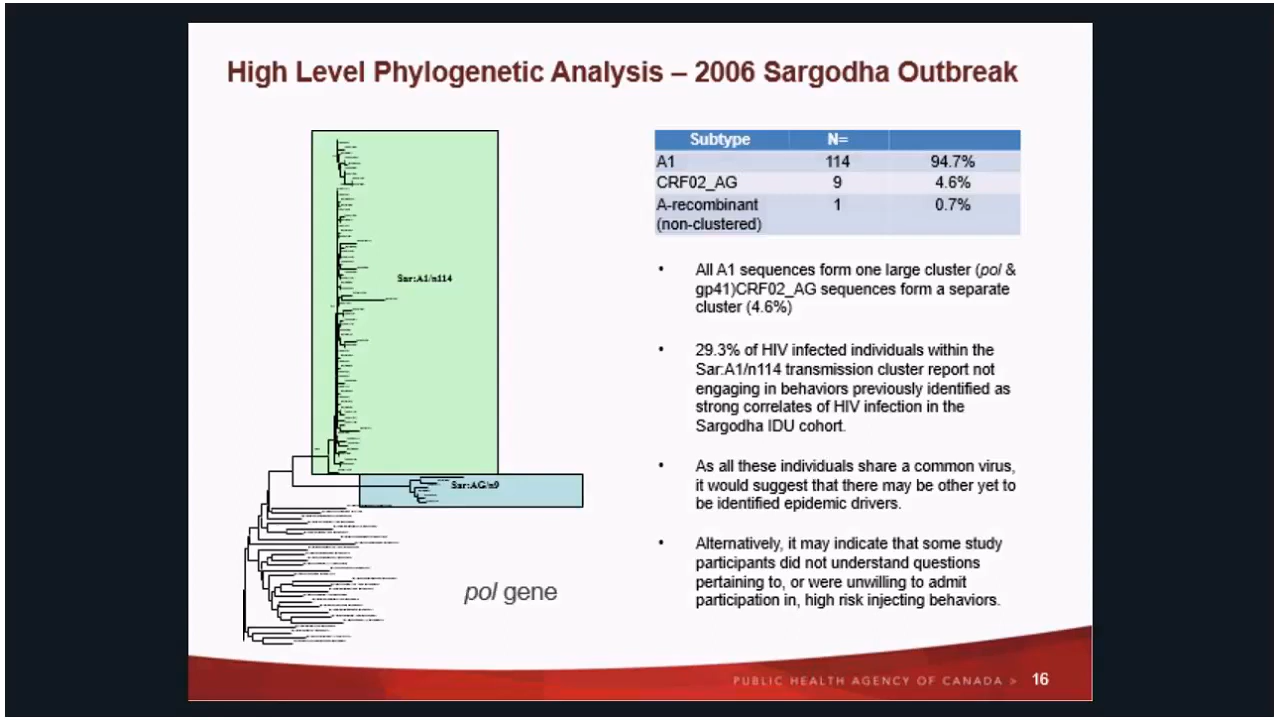 High Level Phylogenetic Analysis – 2006 Sargodha Outbreak
Sar:A1/n114
Sar:AG/n9
pol gene
Subtype N=
A1 114 94.7%
CRF02_AG 9 4.6%
A-recombinant 1 0.7%
(non-clustered)
• All A1 sequences form one large cluster (pol &
gp41)CRF02_AG sequences form a separate
cluster (4.6%)
• 29.3% of HIV infected individuals within the
Sar:A1/n114 transmission cluster report not
engaging in behaviors previously identified as
strong correlates of HIV infection in the
Sargodha IDU cohort.
• As all these individuals share a common virus,
it would suggest that there may be other yet to
be identified epidemic drivers.
• Alternatively, it may indicate that some study
participants did not understand questions
pertaining to, or were unwilling to admit
participation in, high risk injecting behaviors.
PUBLIC HEALTH AGENCY OF CANADA > 16